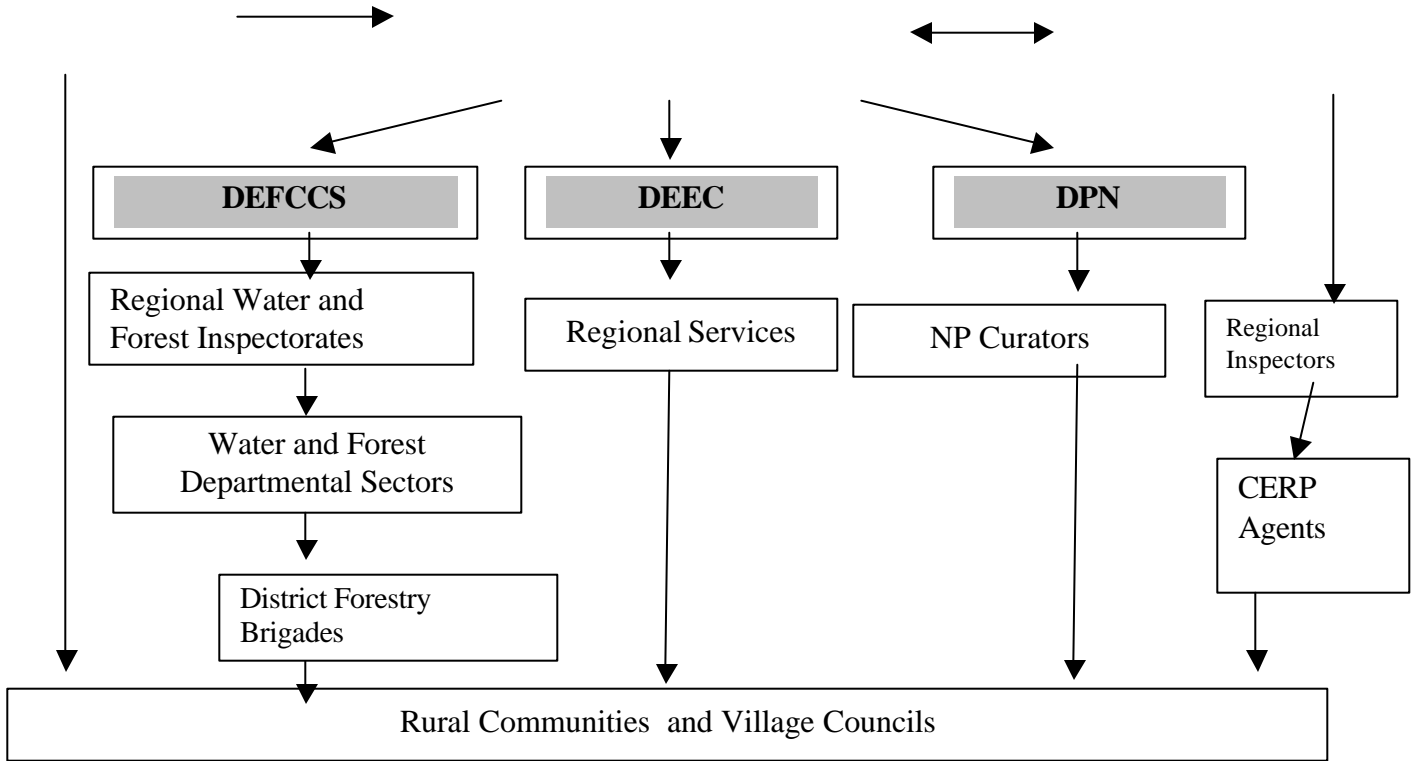 DEFCCS
DEEC
DPN
Regional Water and
Forest Inspectorates
Regional Services
NP Curators
Regional
Inspectors
Water and Forest
Departmental Sectors
CERP
Agents
District Forestry
Brigades
Rural Communities and Village Councils